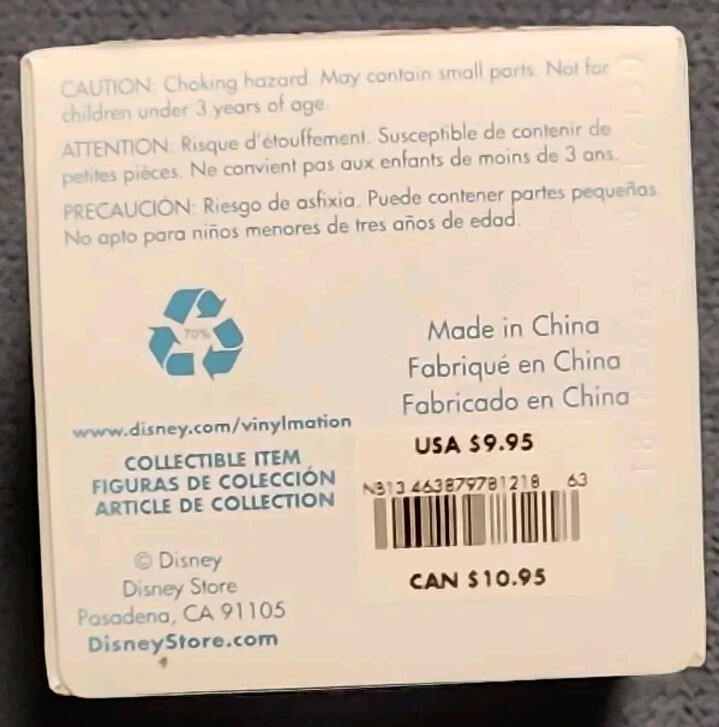 CAUTION: Choking hazard. May contain small parts. Not for
children under 3 years of age.
ATTENTION: Risque d'étouffement. Susceptible de contenir de
petites pièces. Ne convient pas aux enfants de moins de 3 ans.
PRECAUCIÓN: Riesgo de asfixia. Puede contener partes pequeñas.
No apto para niños menores de tres años de edad.
70%
Made in China
Fabriqué en China
Fabricado en China
www.disney.com/vinylmation
COLLECTIBLE ITEM
FIGURAS DE COLECCIÓN
ARTICLE DE COLLECTION
USA $9.95
N313 463879781218 63
CAN $10.95
© Disney
Disney Store
Pasadena, CA 91105
DisneyStore.com